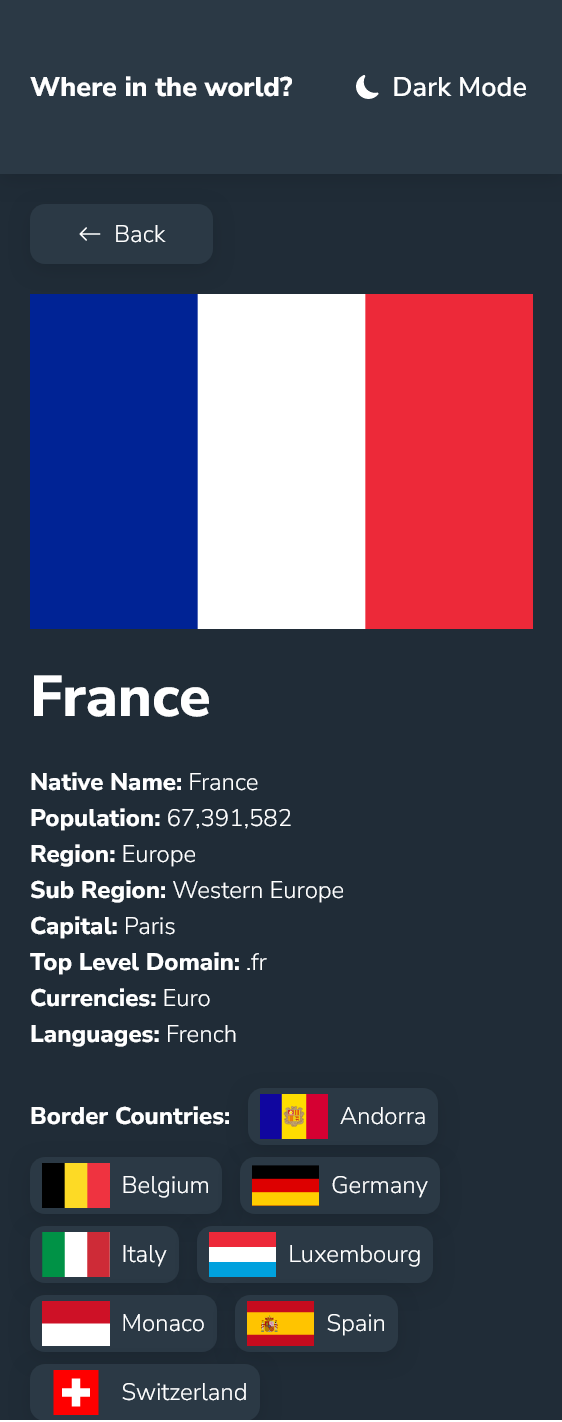 Where in the world? Dark Mode
Back
France
Native Name: France
Population: 67,391,582
Region: Europe
Sub Region: Western Europe
Capital: Paris
Top Level Domain: .fr
Currencies: Euro
Languages: French
Border Countries: Andorra
Belgium Germany
Italy Luxembourg
Monaco Spain
Switzerland